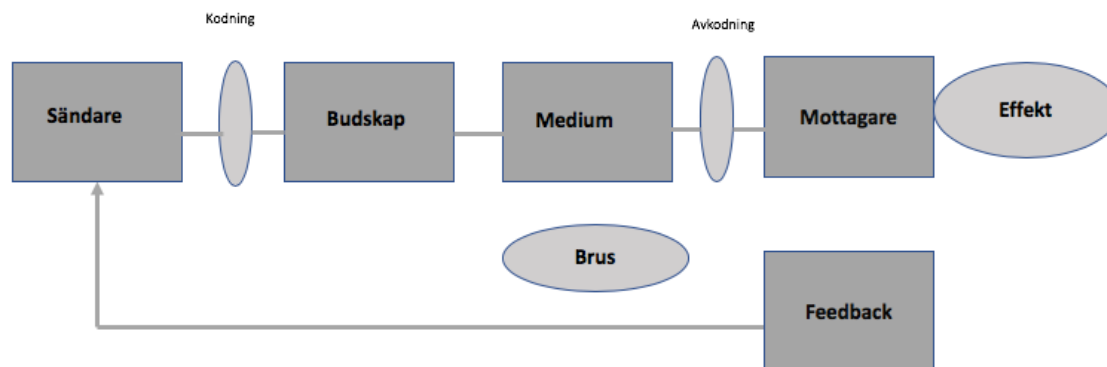 Kodning
Avkodning
Sändare
Budskap
Medium
Mottagare
Effekt
Brus
Feedback